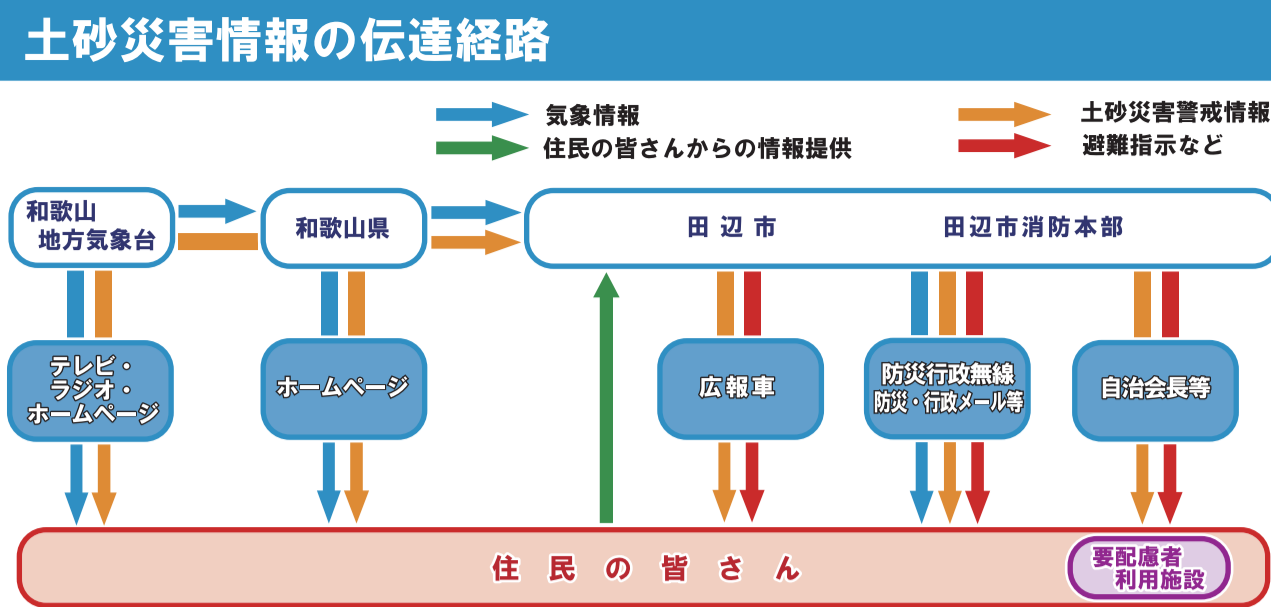 土砂災害情報の伝達経路
気象情報
土砂災害警戒情報
住民の皆さんからの情報提供
避難指示など
和歌山
地方気象台
和歌山県
田辺市
田辺市消防本部
テレビ・
ラジオ・
ホームページ
ホームページ
広報車
防災行政無線
防災・行政メール等
自治会長等
住民の皆さん
要配慮者
利用施設